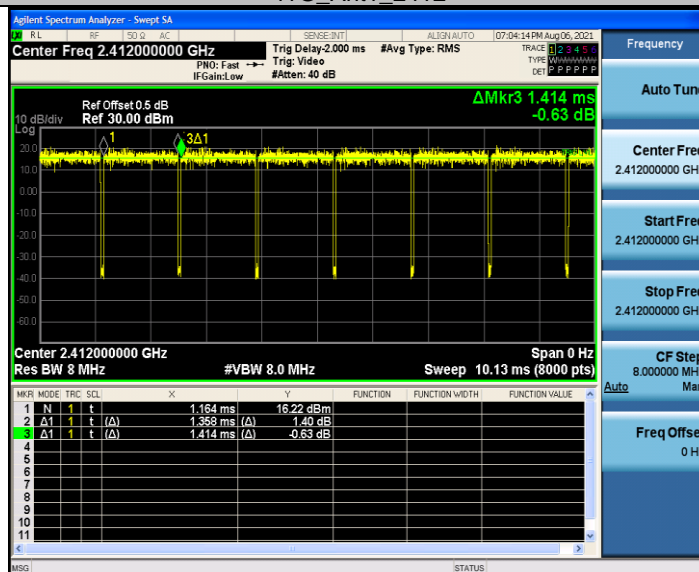 Agilent Spectrum Analyzer - Swept SA
RL RF 50 Ω AC SENSE:INT ALIGN AUTO 07:04:14 PM Aug 06, 2021
Center Freq 2.412000000 GHz
PNO: Fast
IFGain:Low
Trig Delay-2.000 ms
Trig: Video
#Atten: 40 dB
#Avg Type: RMS
TRACE 1 2 3 4 5 6
TYPE WWWWWW
DET P P P P P P
Frequency
Auto Tune
Center Freq
2.412000000 GH
Start Freq
2.412000000 GH
Stop Freq
2.412000000 GH
CF Step
8.000000 MH
Auto Man
Freq Offse
0 H
Ref Offset 0.5 dB
10 dB/div Ref 30.00 dBm
Log
ΔMkr3 1.414 ms
-0.63 dB
1
3Δ1
20.0
10.0
0.00
-10.0
-20.0
-30.0
-40.0
-50.0
-60.0
Center 2.412000000 GHz Span 0 Hz
Res BW 8 MHz #VBW 8.0 MHz Sweep 10.13 ms (8000 pts)
MKR MODE TRC SCL X Y FUNCTION FUNCTION WIDTH FUNCTION VALUE
1 N 1 t 1.164 ms 16.22 dBm
2 Δ1 1 t (Δ) 1.358 ms (Δ) 1.40 dB
3 Δ1 1 t (Δ) 1.414 ms (Δ) -0.63 dB
4
5
6
7
8
9
10
11
MSG STATUS